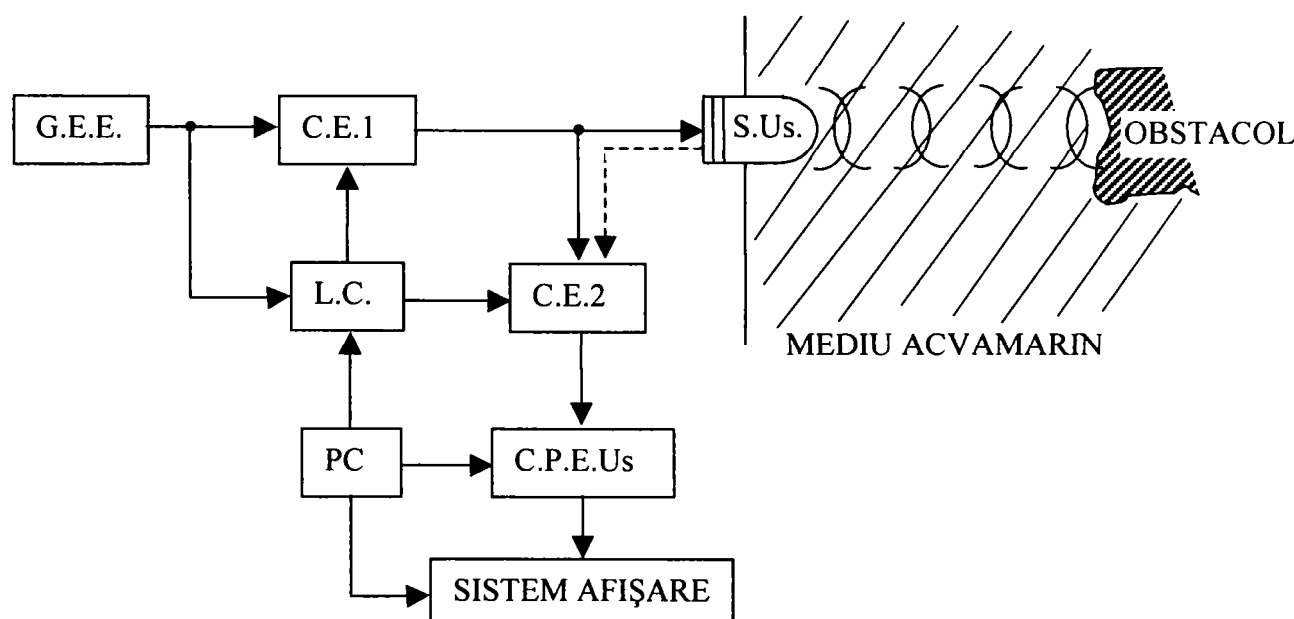 G.E.E.
C.E.1
S.Us.
OBSTACOL
L.C.
C.E.2
MEDIU ACVAMARIN
PC
C.P.E.Us
SISTEM AFIŞARE